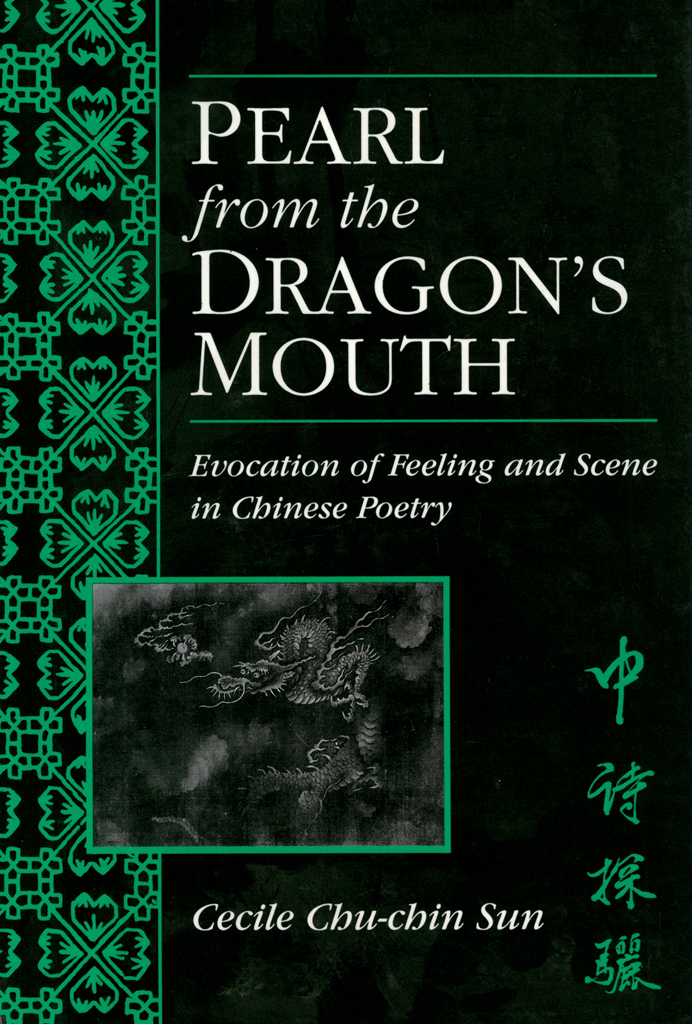 PEARL
from the
DRAGON'S
MOUTH
Evocation of Feeling and Scene
in Chinese Poetry
中诗探驪
Cecile Chu-chin Sun